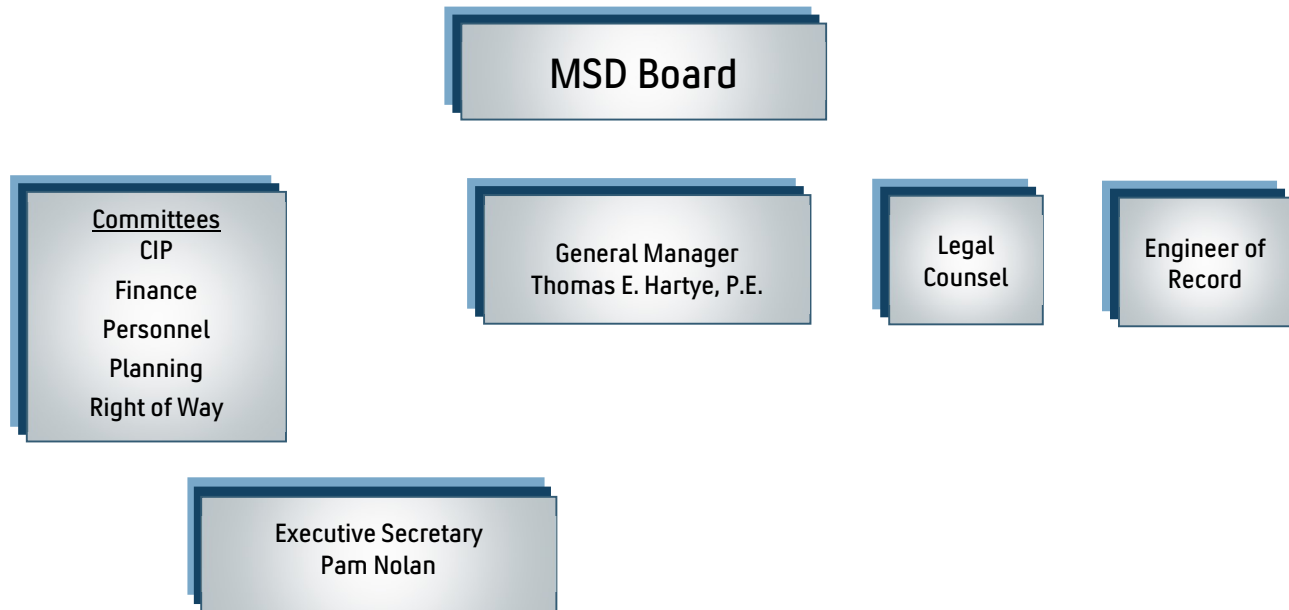 MSD Board
Committees
CIP
Finance
Personnel
Planning
Right of Way
General Manager
Thomas E. Hartye, P.E.
Legal
Counsel
Engineer of
Record
Executive Secretary
Pam Nolan